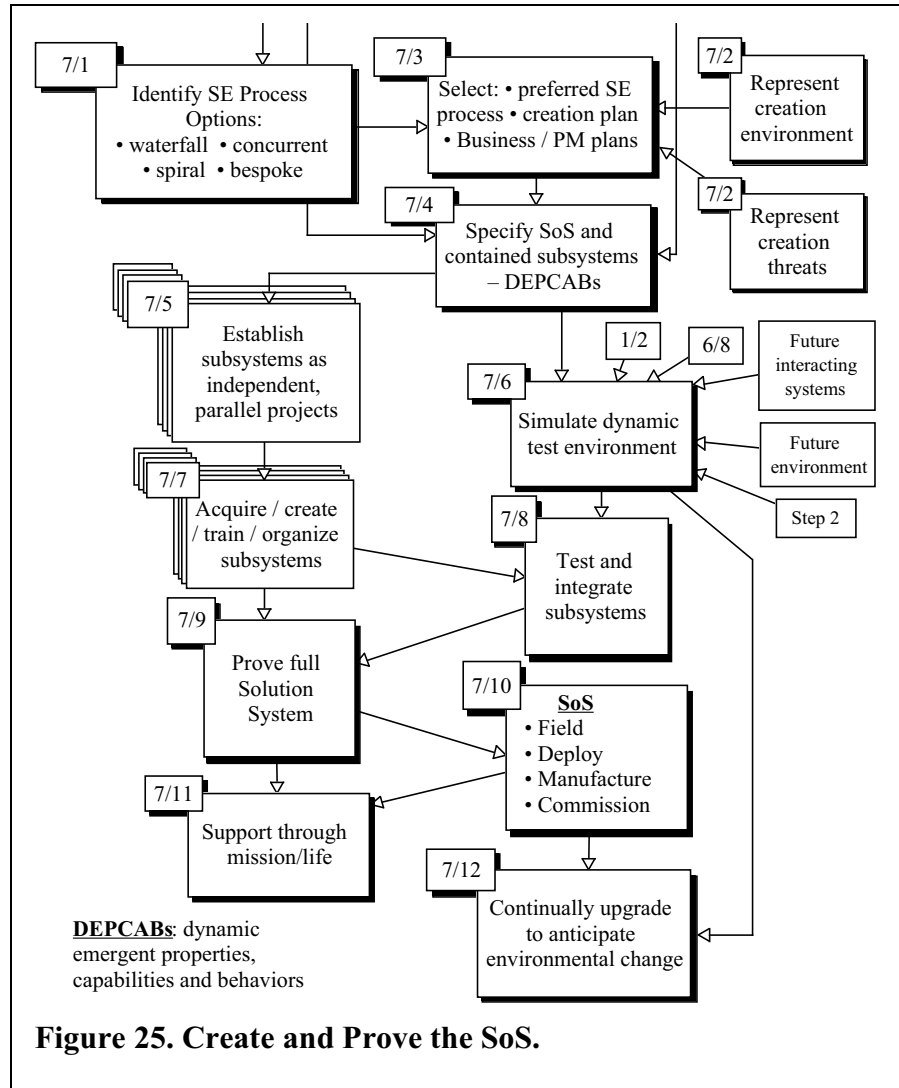 7/1
Identify SE Process
Options:
• waterfall • concurrent
• spiral • bespoke
7/3
Select: • preferred SE
process • creation plan
• Business / PM plans
7/2
Represent
creation
environment
7/2
Represent
creation
threats
7/4
Specify SoS and
contained subsystems
– DEPCABs
7/5
Establish
subsystems as
independent,
parallel projects
1/2
6/8
Future
interacting
systems
7/6
Simulate dynamic
test environment
Future
environment
Step 2
7/7
Acquire / create
/ train / organize
subsystems
7/8
Test and
integrate
subsystems
7/9
Prove full
Solution
System
7/10
SoS
• Field
• Deploy
• Manufacture
• Commission
7/11
Support through
mission/life
7/12
Continually upgrade
to anticipate
environmental change
DEPCABs: dynamic
emergent properties,
capabilities and behaviors
Figure 25. Create and Prove the SoS.